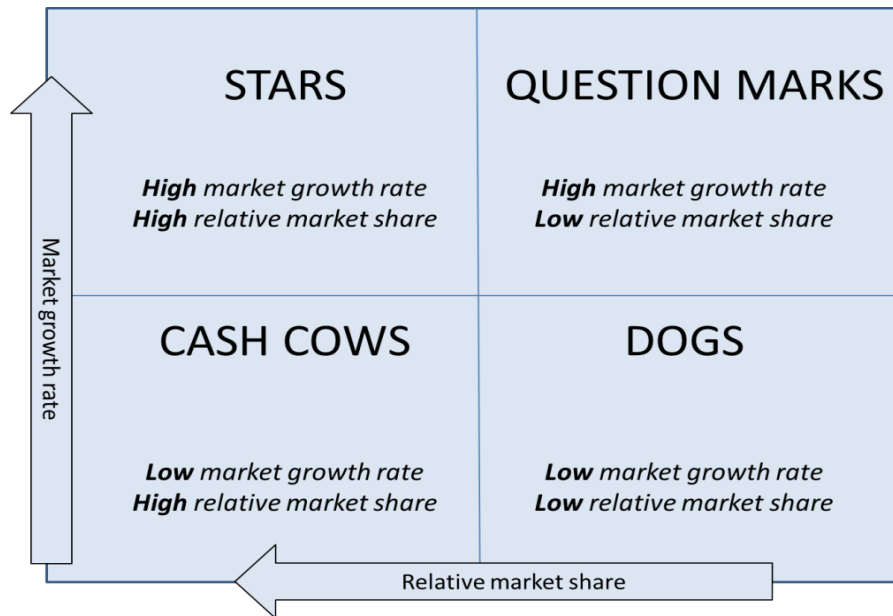 STARS
High market growth rate
High relative market share
QUESTION MARKS
High market growth rate
Low relative market share
CASH COWS
Low market growth rate
High relative market share
DOGS
Low market growth rate
Low relative market share
Market growth rate
Relative market share